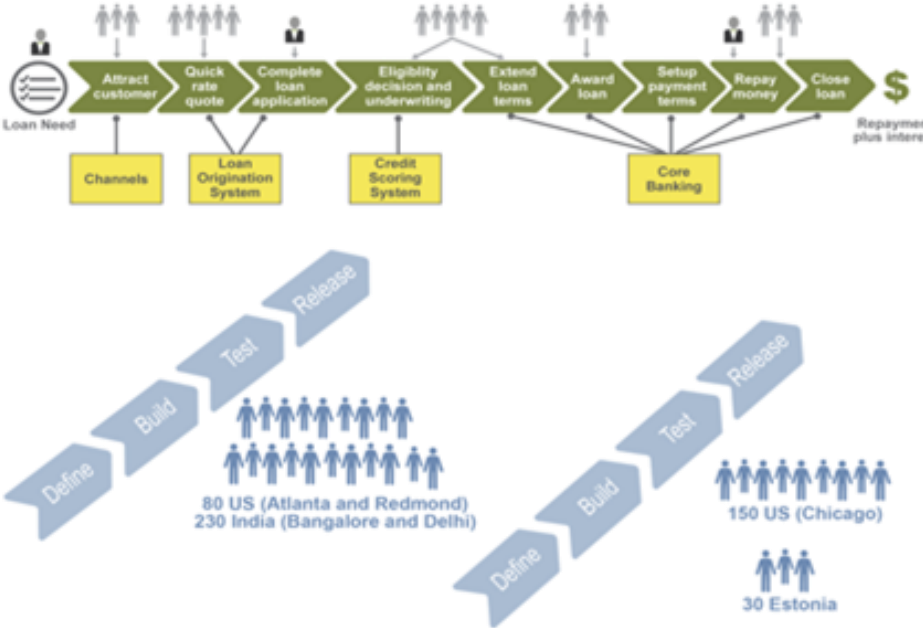 Loan Need
Attract
customer
Quick
rate
quote
Complete
loan
application
Eligiblity
decision and
underwriting
Extend
loan
terms
Award
loan
Setup
payment
terms
Repay
money
Close
loan
$
Repaymen
plus intere
Channels
Loan
Origination
System
Credit
Scoring
System
Core
Banking
Define
Build
Test
Release
80 US (Atlanta and Redmond)
230 India (Bangalore and Delhi)
Define
Build
Test
Release
150 US (Chicago)
30 Estonia